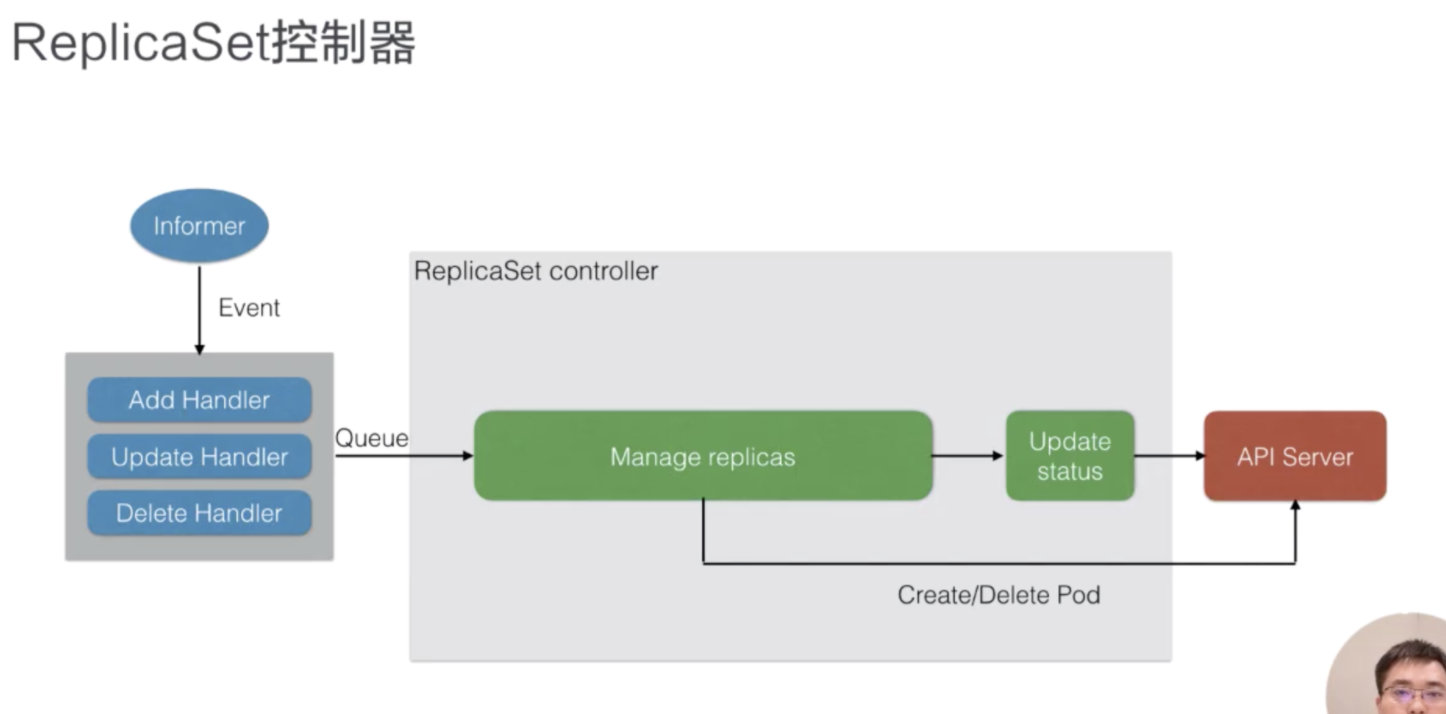 ReplicaSet控制器
Informer
Event
ReplicaSet controller
Add Handler
Update Handler
Delete Handler
Queue
Manage replicas
Update
status
API Server
Create/Delete Pod